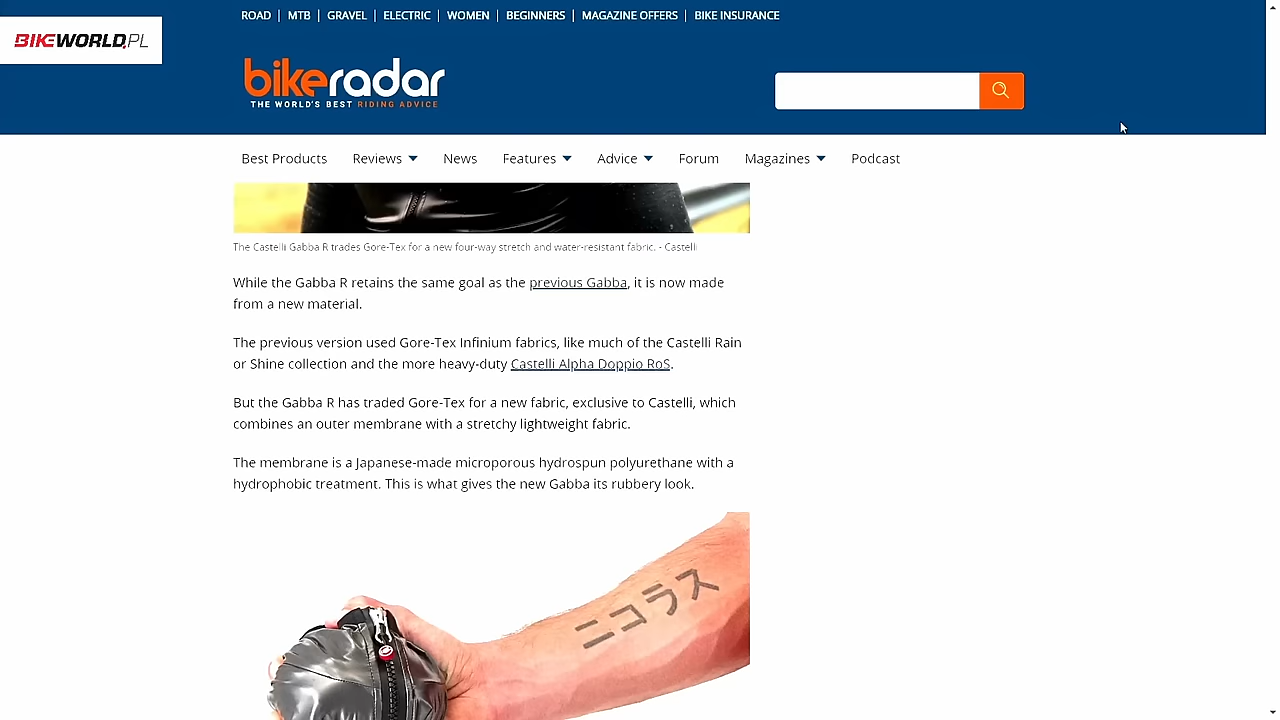 ROAD | MTB | GRAVEL | ELECTRIC | WOMEN | BEGINNERS | MAGAZINE OFFERS | BIKE INSURANCE
BIKEWORLD.PL
bikeradar
THE WORLD'S BEST RIDING ADVICE
Best Products Reviews News Features Advice Forum Magazines Podcast
The Castelli Gabba R trades Gore-Tex for a new four-way stretch and water-resistant fabric. - Castelli
While the Gabba R retains the same goal as the previous Gabba, it is now made
from a new material.
The previous version used Gore-Tex Infinium fabrics, like much of the Castelli Rain
or Shine collection and the more heavy-duty Castelli Alpha Doppio RoS.
But the Gabba R has traded Gore-Tex for a new fabric, exclusive to Castelli, which
combines an outer membrane with a stretchy lightweight fabric.
The membrane is a Japanese-made microporous hydrospun polyurethane with a
hydrophobic treatment. This is what gives the new Gabba its rubbery look.
ニコラス